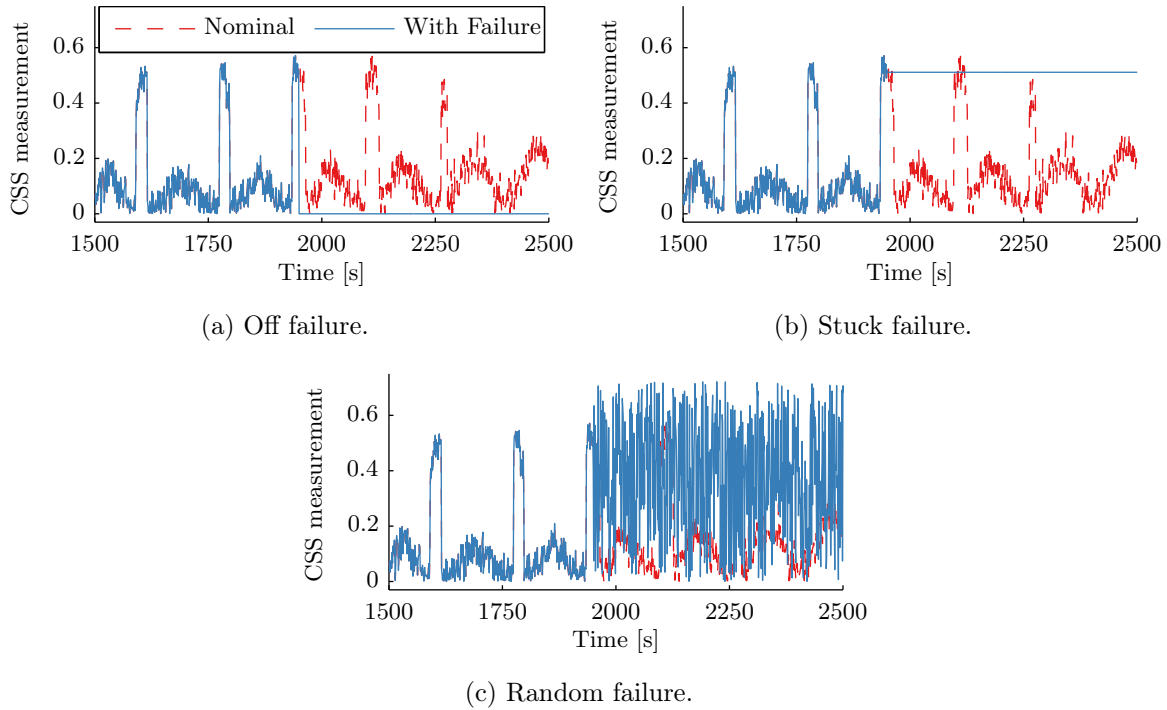 Nominal With Failure
CSS measurement
0.6
0.4
0.2
0
1500 1750 2000 2250 2500
Time [s]
(a) Off failure.
CSS measurement
0.6
0.4
0.2
0
1500 1750 2000 2250 2500
Time [s]
(b) Stuck failure.
CSS measurement
0.6
0.4
0.2
0
1500 1750 2000 2250 2500
Time [s]
(c) Random failure.